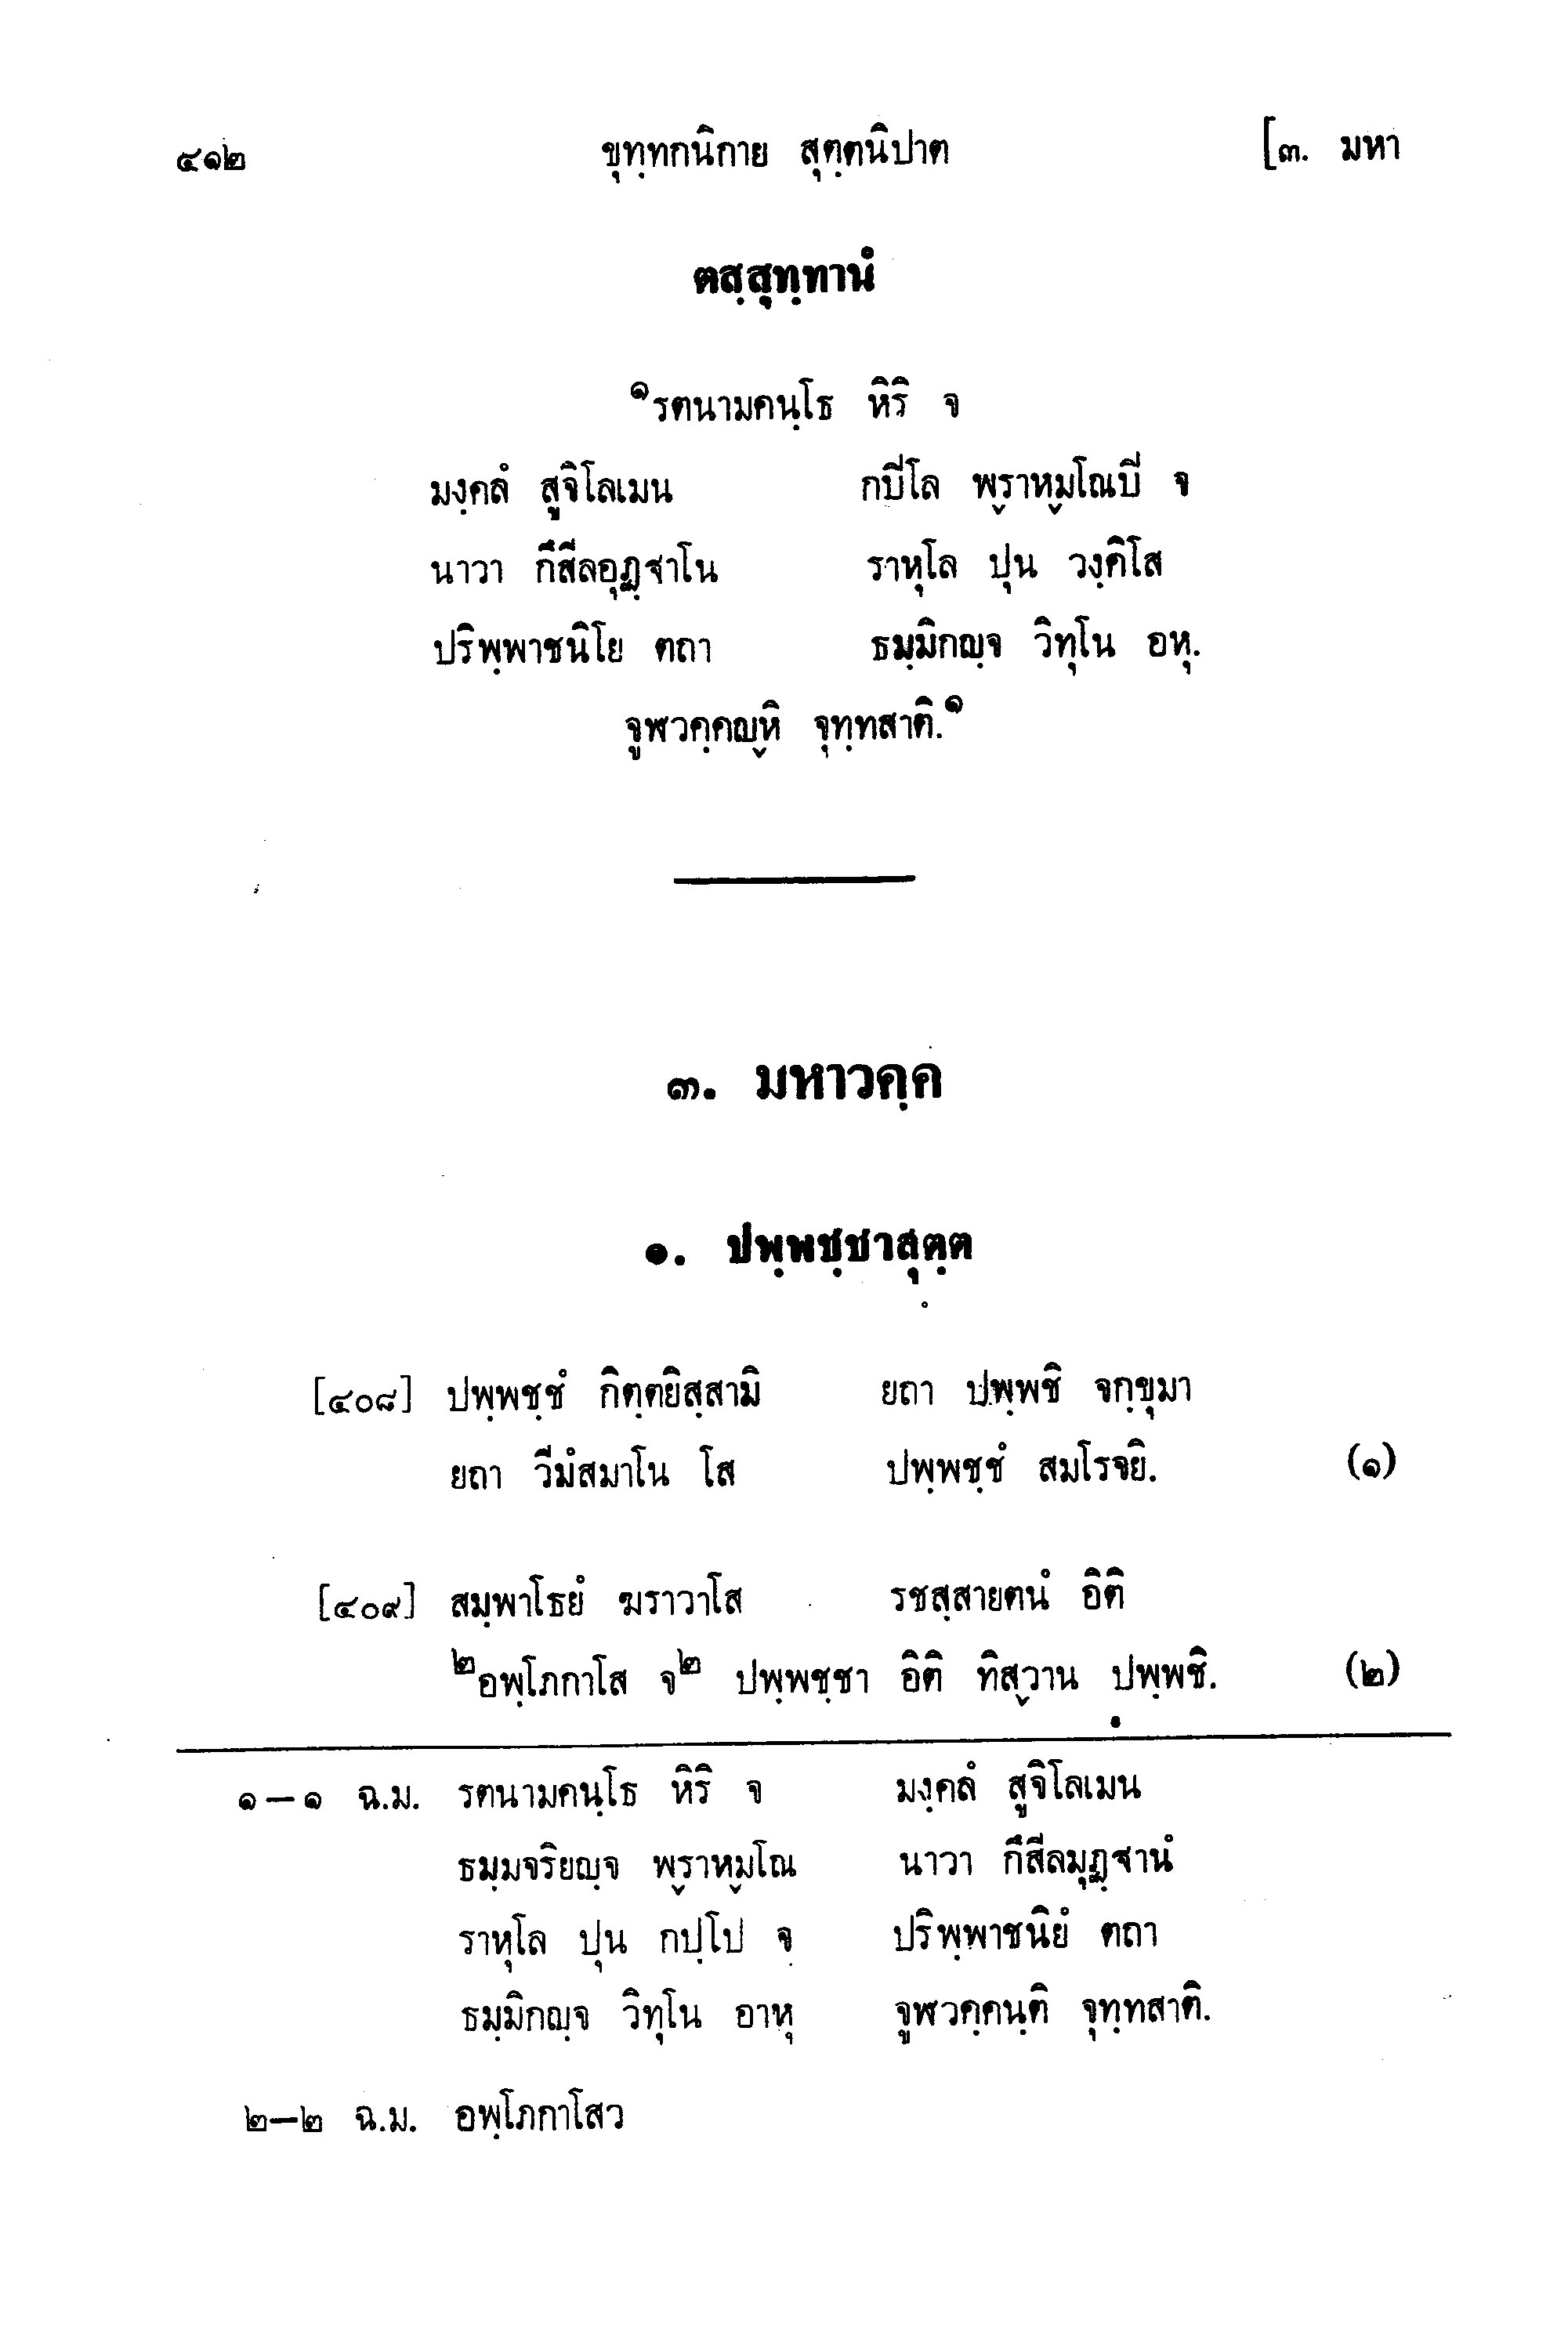 ๔๑๒ ขุทฺทกนิกาย สุตฺตนิปาต [๓. มหา
ตสฺสุทฺทานํ
๑รตนามคนฺโธ หิริ จ
มงฺคลํ สูจิโลเมน กปิโล พฺราหฺมโณปิ จ
นาวา กึสีลอุฏฺฐาโน ราหุโล ปุน วงฺคิโส
ปริพฺพาชนิโย ตถา ธมฺมิกญฺจ วิทุโน อหุ.
จูฬวคฺคญฺหิ จุทฺทสาติ.๑
๓. มหาวคฺค
๑. ปพฺพชฺชาสุตฺต
[๔๐๘] ปพฺพชฺชํ กิตฺตยิสฺสามิ ยถา ปพฺพชิ จกฺขุมา
ยถา วีมํสมาโน โส ปพฺพชฺชํ สมโรจยิ. (๑)
[๔๐๙] สมฺพาโธยํ ฆราวาโส รชสฺสายตนํ อิติ
๒อพฺโภกาโส จ๒ ปพฺพชฺชา อิติ ทิสฺวาน ปพฺพชิ. (๒)
๑–๑ ฉ.ม. รตนามคนฺโธ หิริ จ มงฺคลํ สูจิโลเมน
ธมฺมจริยญฺจ พฺราหฺมโณ นาวา กึสีลมุฏฺฐานํ
ราหุโล ปุน กปฺโป จ ปริพฺพาชนิยํ ตถา
ธมฺมิกญฺจ วิทุโน อาหุ จูฬวคฺคนฺติ จุทฺทสาติ.
๒–๒ ฉ.ม. อพฺโภกาโสว